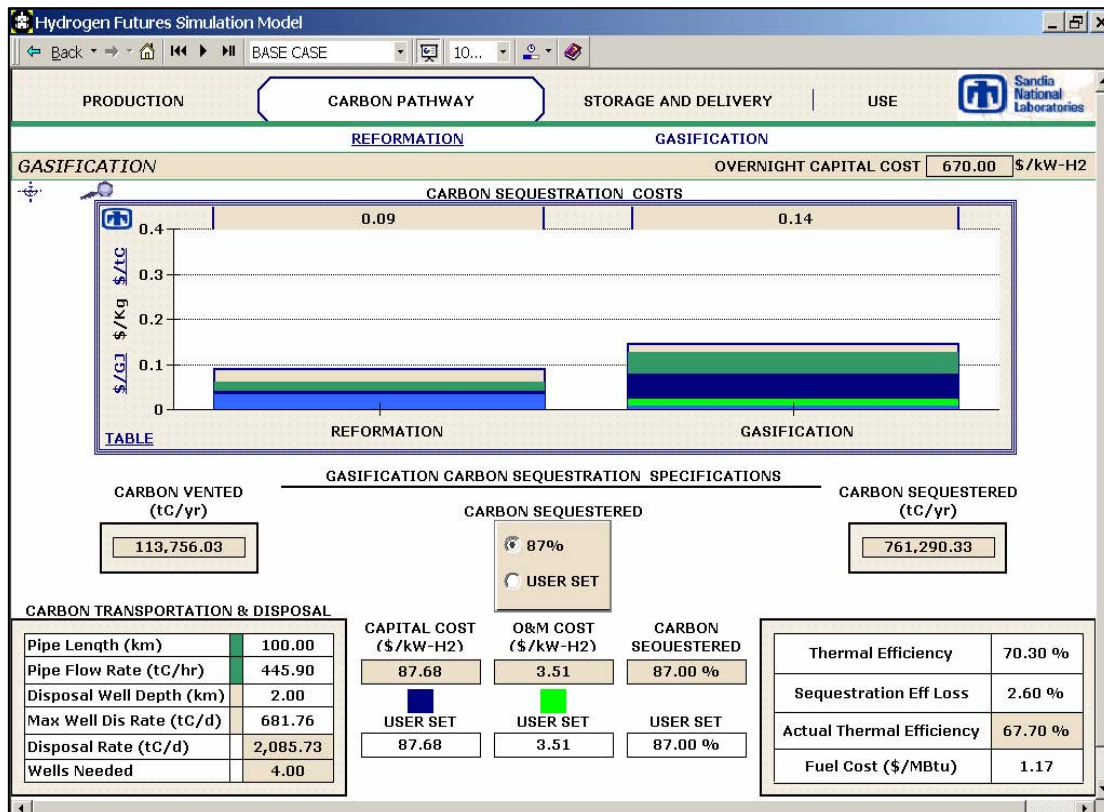 Hydrogen Futures Simulation Model
Back BASE CASE 10...
PRODUCTION CARBON PATHWAY STORAGE AND DELIVERY USE
Sandia
National
Laboratories
REFORMATION GASIFICATION
GASIFICATION OVERNIGHT CAPITAL COST 670.00 $/kW-H2
CARBON SEQUESTRATION COSTS
0.09 0.14
0.4
0.3
0.2
0.1
0
$/GJ $/Kg $/tC
REFORMATION GASIFICATION
TABLE
GASIFICATION CARBON SEQUESTRATION SPECIFICATIONS
CARBON VENTED
(tC/yr)
113,756.03
CARBON SEQUESTERED
87%
USER SET
CARBON SEQUESTERED
(tC/yr)
761,290.33
CARBON TRANSPORTATION & DISPOSAL
Pipe Length (km) 100.00
Pipe Flow Rate (tC/hr) 445.90
Disposal Well Depth (km) 2.00
Max Well Dis Rate (tC/d) 681.76
Disposal Rate (tC/d) 2,085.73
Wells Needed 4.00
CAPITAL COST
($/kW-H2)
87.68
USER SET
87.68
O&M COST
($/kW-H2)
3.51
USER SET
3.51
CARBON
SEQUESTERED
87.00 %
USER SET
87.00 %
Thermal Efficiency 70.30 %
Sequestration Eff Loss 2.60 %
Actual Thermal Efficiency 67.70 %
Fuel Cost ($/MBtu) 1.17